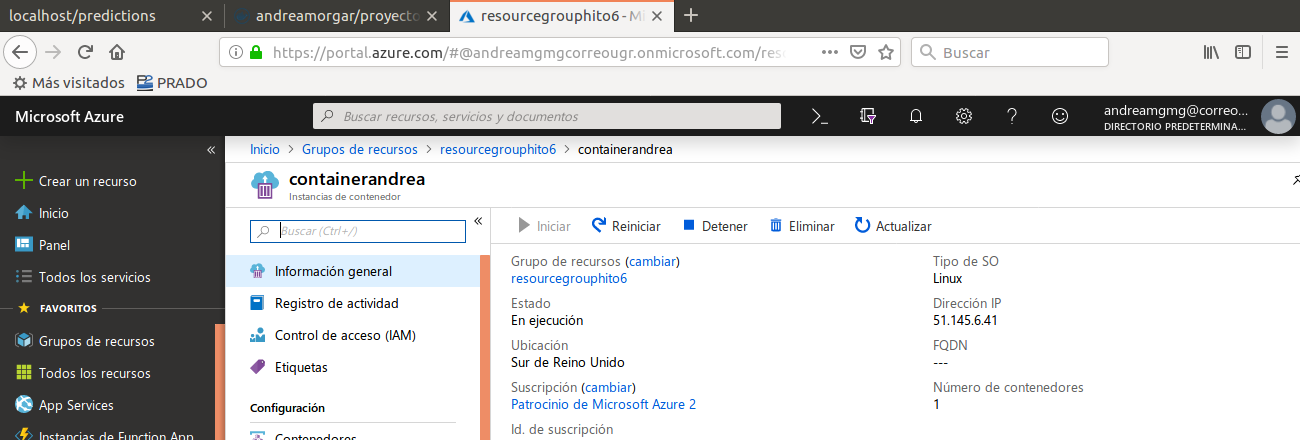 localhost/predictions
andreamorgar/proyecto
resourcegrouphito6 - Mi
https://portal.azure.com/#@andreamgmgcorreougr.onmicrosoft.com/res
Buscar
Más visitados PRADO
Microsoft Azure
Buscar recursos, servicios y documentos
andreamgmg@correo...
DIRECTORIO PREDETERMINA...
Crear un recurso
Inicio
Panel
Todos los servicios
FAVORITOS
Grupos de recursos
Todos los recursos
App Services
Instancias de Function App
Inicio > Grupos de recursos > resourcegrouphito6 > containerandrea
containerandrea
Instancias de contenedor
Buscar (Ctrl+/)
Información general
Registro de actividad
Control de acceso (IAM)
Etiquetas
Configuración
Contenedores
Iniciar Reiniciar Detener Eliminar Actualizar
Grupo de recursos (cambiar)
resourcegrouphito6
Estado
En ejecución
Ubicación
Sur de Reino Unido
Suscripción (cambiar)
Patrocinio de Microsoft Azure 2
Id. de suscripción
Tipo de SO
Linux
Dirección IP
51.145.6.41
FQDN
---
Número de contenedores
1